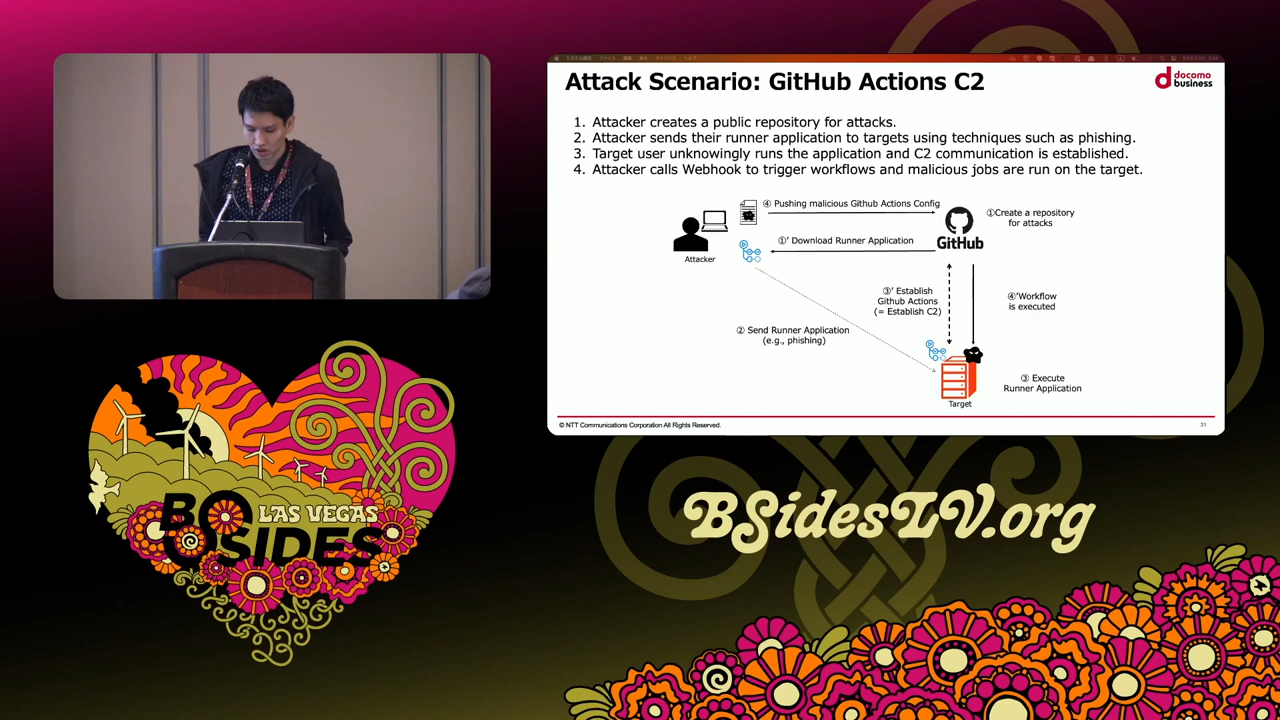 Attack Scenario: GitHub Actions C2
docomo
business
1. Attacker creates a public repository for attacks.
2. Attacker sends their runner application to targets using techniques such as phishing.
3. Target user unknowingly runs the application and C2 communication is established.
4. Attacker calls Webhook to trigger workflows and malicious jobs are run on the target.
④ Pushing malicious Github Actions Config
①Create a repository
for attacks
GitHub
①' Download Runner Application
Attacker
③' Establish
Github Actions
(= Establish C2)
④'Workflow
is executed
② Send Runner Application
(e.g., phishing)
③ Execute
Runner Application
Target
© NTT Communications Corporation All Rights Reserved.
31
BSIDES
LAS VEGAS
BSidesLV.org